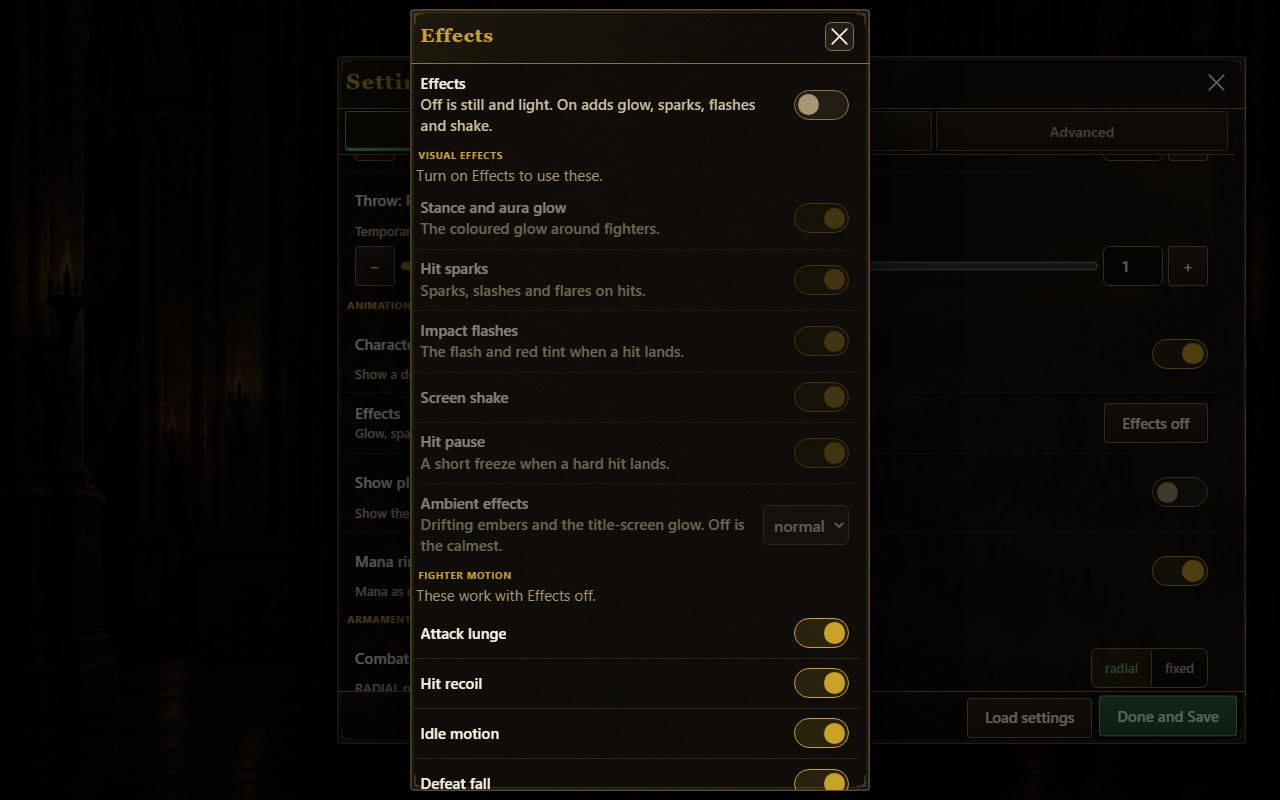 Effects
Settin
Effects
Off is still and light. On adds glow, sparks, flashes
and shake.
Advanced
VISUAL EFFECTS
Turn on Effects to use these.
Throw:
Stance and aura glow
The coloured glow around fighters.
Temporar
−
1
+
Hit sparks
Sparks, slashes and flares on hits.
ANIMATION
Impact flashes
The flash and red tint when a hit lands.
Characte
Show a d
Screen shake
Effects
Glow, spa
Effects off
Hit pause
A short freeze when a hard hit lands.
Show pl
Show the
Ambient effects
Drifting embers and the title-screen glow. Off is
the calmest.
normal
Mana ri
Mana as
FIGHTER MOTION
These work with Effects off.
ARMAMENT
Attack lunge
Combat
radial
fixed
RADIAL
Hit recoil
Load settings
Done and Save
Idle motion
Defeat fall